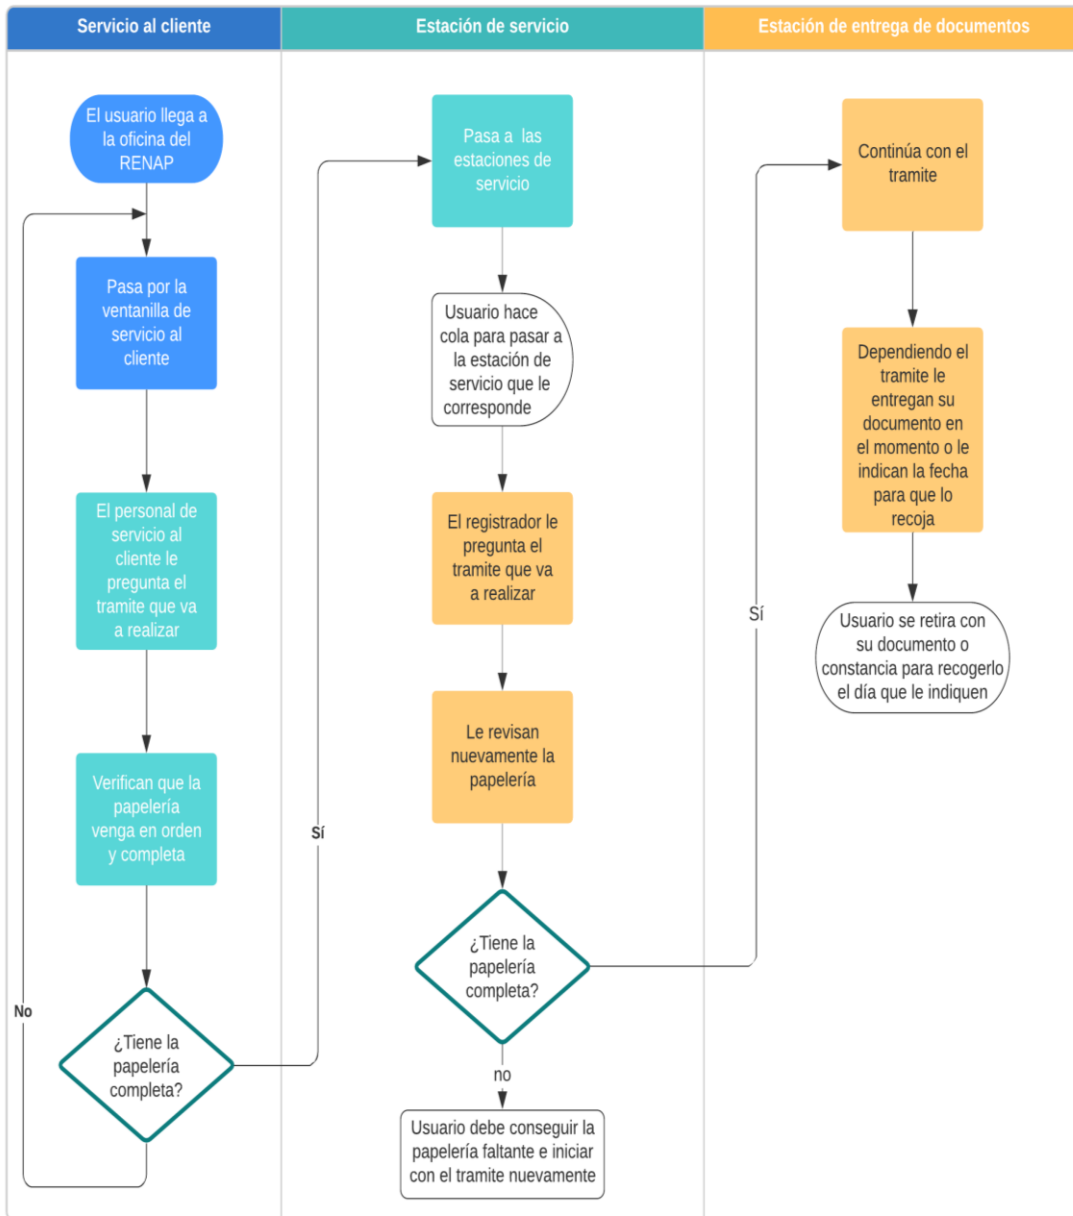 Servicio al cliente
Estación de servicio
Estación de entrega de documentos
El usuario llega a
la oficina del
RENAP
Pasa por la
ventanilla de
servicio al
cliente
El personal de
servicio al
cliente le
pregunta el
tramite que va
a realizar
Verifican que la
papelería
venga en orden
y completa
¿Tiene la
papelería
completa?
No
Sí
Pasa a las
estaciones de
servicio
Usuario hace
cola para pasar a
la estación de
servicio que le
corresponde
El registrador le
pregunta el
tramite que va
a realizar
Le revisan
nuevamente la
papelería
¿Tiene la
papelería
completa?
no
Usuario debe conseguir la
papelería faltante e iniciar
con el tramite nuevamente
Sí
Continúa con el
tramite
Dependiendo el
tramite le
entregan su
documento en
el momento o le
indican la fecha
para que lo
recoja
Usuario se retira con
su documento o
constancia para recogerlo
el día que le indiquen